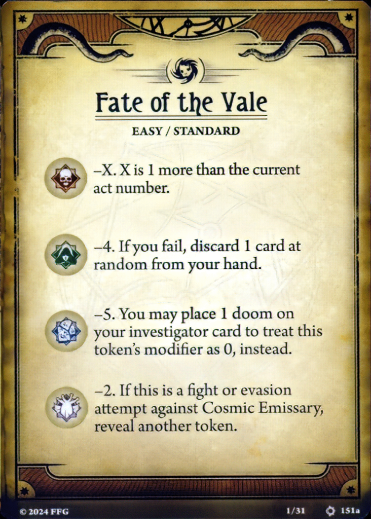 Fate of the Vale
EASY / STANDARD
–X. X is 1 more than the current
act number.
–4. If you fail, discard 1 card at
random from your hand.
–5. You may place 1 doom on
your investigator card to treat this
token's modifier as 0, instead.
–2. If this is a fight or evasion
attempt against Cosmic Emissary,
reveal another token.
© 2024 FFG
1/31
151a